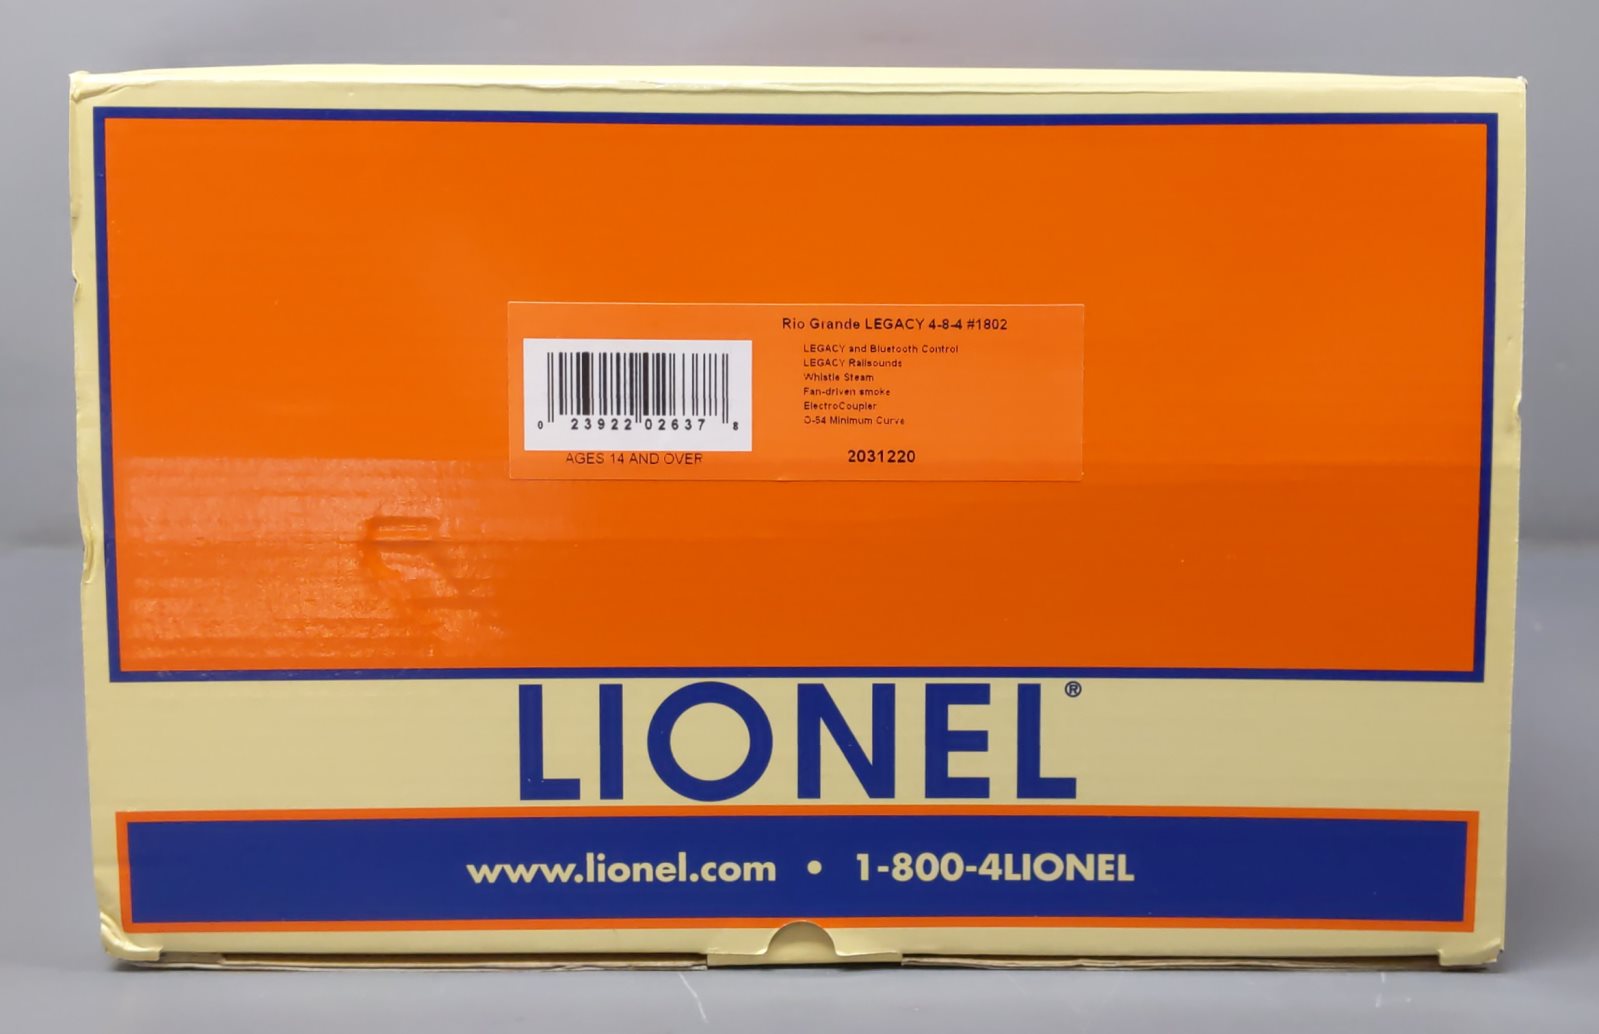 Rio Grande LEGACY 4-8-4 #1802
LEGACY and Bluetooth Control
LEGACY Railsounds
Whistle Steam
Fan-driven smoke
ElectroCoupler
O-54 Minimum Curve
2031220
0 23922 02637 8
AGES 14 AND OVER
LIONEL®
www.lionel.com • 1-800-4LIONEL